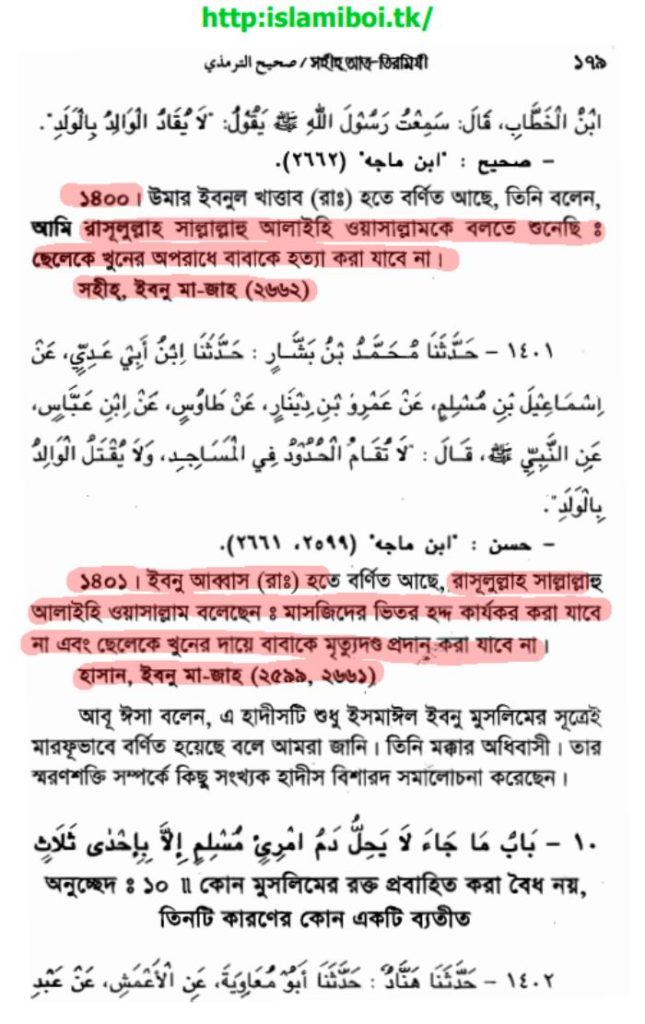 http:islamiboi.tk/
صحيح الترمذي / সহীহ আত্-তিরমিযী ১৭৯
ابْنُ الْخَطَّابِ، قَالَ: سَمِعْتُ رَسُولَ اللهِ ﷺ يَقُولُ: "لَا يُقَادُ الْوَالِدُ بِالْوَلَدِ".
- صحيح : "ابن ماجه" (٢٦٦٢).
১৪০০। উমার ইবনুল খাত্তাব (রাঃ) হতে বর্ণিত আছে, তিনি বলেন,
আমি রাসূলুল্লাহ সাল্লাল্লাহু আলাইহি ওয়াসাল্লামকে বলতে শুনেছি ঃ
ছেলেকে খুনের অপরাধে বাবাকে হত্যা করা যাবে না।
সহীহ্, ইবনু মা-জাহ (২৬৬২)
١٤٠١ - حَدَّثَنَا مُحَمَّدُ بْنُ بَشَّارٍ : حَدَّثَنَا ابْنُ أَبِيْ عَدِيٍّ، عَنْ
إِسْمَاعِيْلَ بْنِ مُسْلِمٍ، عَنْ عَمْرِو بْنِ دِيْنَارٍ، عَنْ طَاوُسٍ، عَنْ ابْنِ عَبَّاسٍ،
عَنِ النَّبِيِّ ﷺ، قَالَ : "لَا تُقَامُ الْحُدُوْدُ فِي الْمَسَاجِدِ، وَلَا يُقْتَلُ الْوَالِدُ
بِالْوَلَدِ".
- حسن : "ابن ماجه" (٢٥٩٩، ٢٦٦١).
১৪০১। ইবনু আব্বাস (রাঃ) হতে বর্ণিত আছে, রাসূলুল্লাহ সাল্লাল্লাহু
আলাইহি ওয়াসাল্লাম বলেছেন ঃ মাসজিদের ভিতর হদ্দ কার্যকর করা যাবে
না এবং ছেলেকে খুনের দায়ে বাবাকে মৃত্যুদণ্ড প্রদান করা যাবে না।
হাসান, ইবনু মা-জাহ (২৫৯৯, ২৬৬১)
আবূ ঈসা বলেন, এ হাদীসটি শুধু ইসমাঈল ইবনু মুসলিমের সূত্রেই
মারফূভাবে বর্ণিত হয়েছে বলে আমরা জানি। তিনি মক্কার অধিবাসী। তার
স্মরণশক্তি সম্পর্কে কিছু সংখ্যক হাদীস বিশারদ সমালোচনা করেছেন।
١٠ - بَابُ مَا جَاءَ لَا يَحِلُّ دَمُ امْرِئٍ مُسْلِمٍ إِلَّا بِإِحْدَى ثَلَاثٍ
অনুচ্ছেদ ঃ ১০ ॥ কোন মুসলিমের রক্ত প্রবাহিত করা বৈধ নয়,
তিনটি কারণের কোন একটি ব্যতীত
١٤٠٢ - حَدَّثَنَا هَنَّادٌ : حَدَّثَنَا أَبُوْ مُعَاوِيَةَ، عَنِ الْأَعْمَشِ، عَنْ عَبْدِ